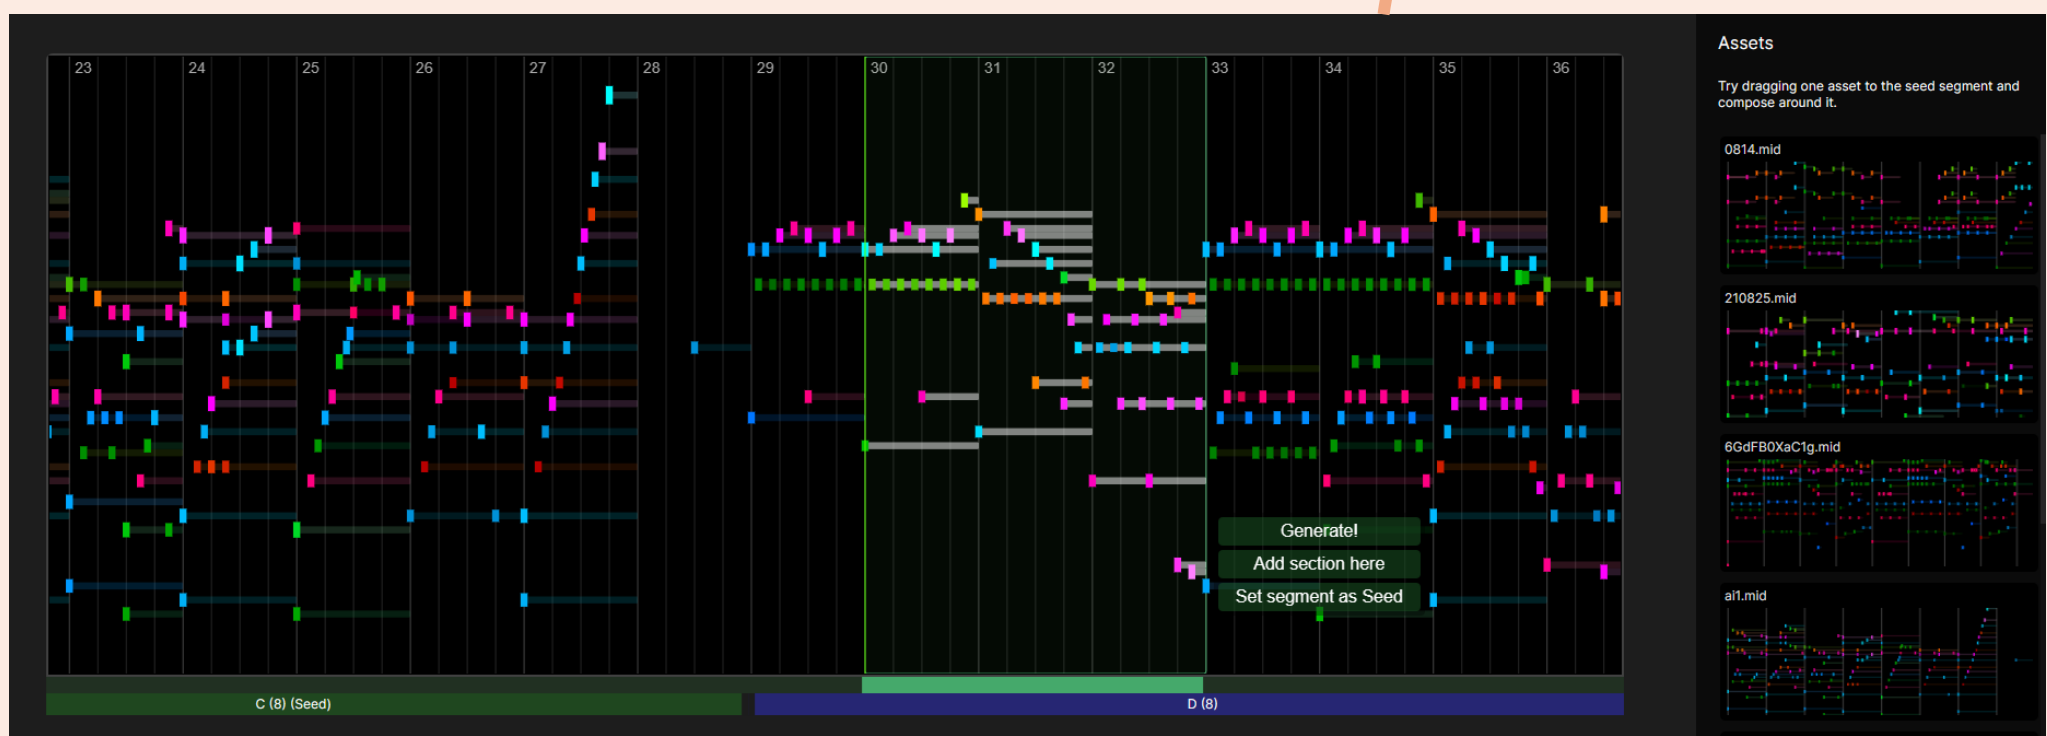 23 24 25 26 27 28 29 30 31 32 33 34 35 36
Generate!
Add section here
Set segment as Seed
C (8) (Seed)
D (8)
Assets
Try dragging one asset to the seed segment and
compose around it.
0814.mid
210825.mid
6GdFB0XaC1g.mid
ai1.mid